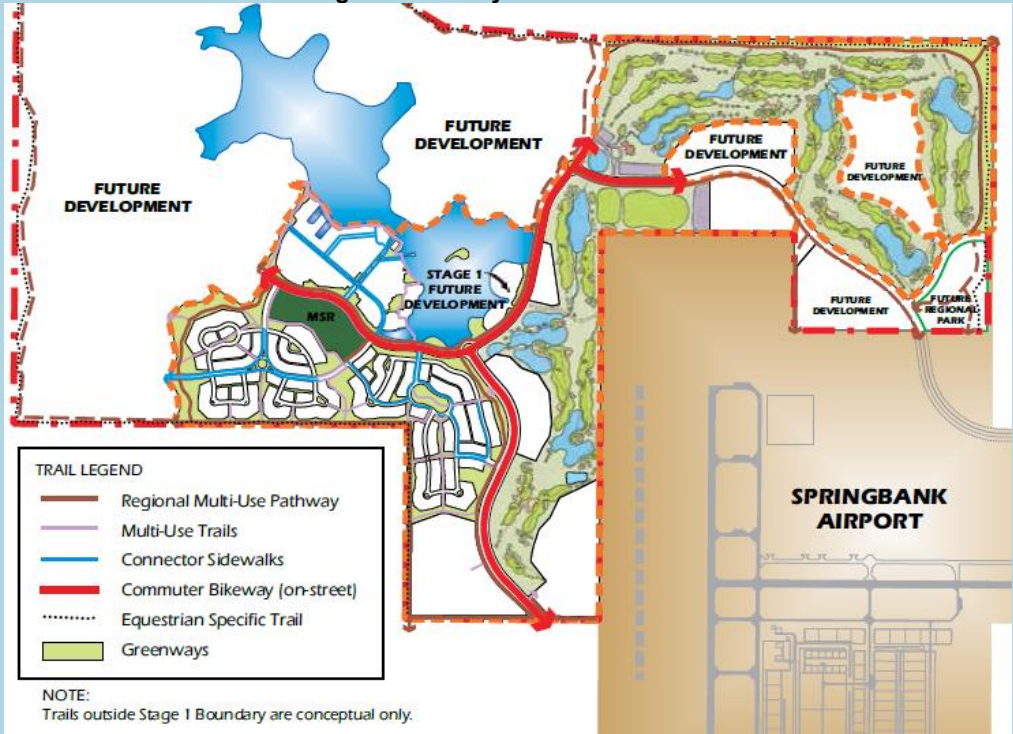 FUTURE
DEVELOPMENT
FUTURE
DEVELOPMENT
FUTURE
DEVELOPMENT
FUTURE
DEVELOPMENT
STAGE 1
FUTURE
DEVELOPMENT
MSR
FUTURE
DEVELOPMENT
FUTURE
REGIONAL
PARK
SPRINGBANK
AIRPORT
TRAIL LEGEND
Regional Multi-Use Pathway
Multi-Use Trails
Connector Sidewalks
Commuter Bikeway (on-street)
Equestrian Specific Trail
Greenways
NOTE:
Trails outside Stage 1 Boundary are conceptual only.